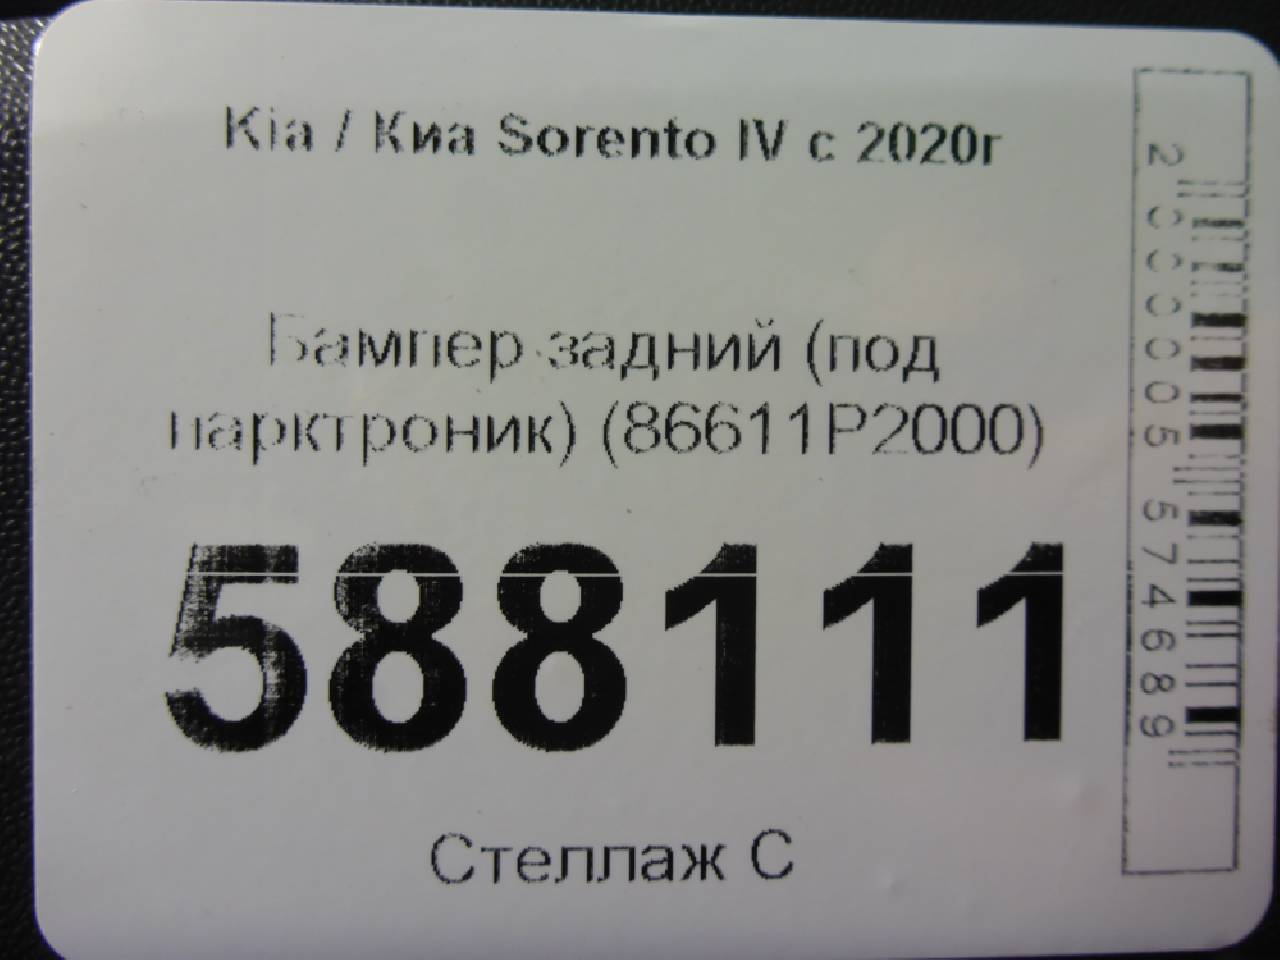 Kia / Киа Sorento IV с 2020г
Бампер задний (под
парктроник) (86611P2000)
588111
Стеллаж С
2000005574689